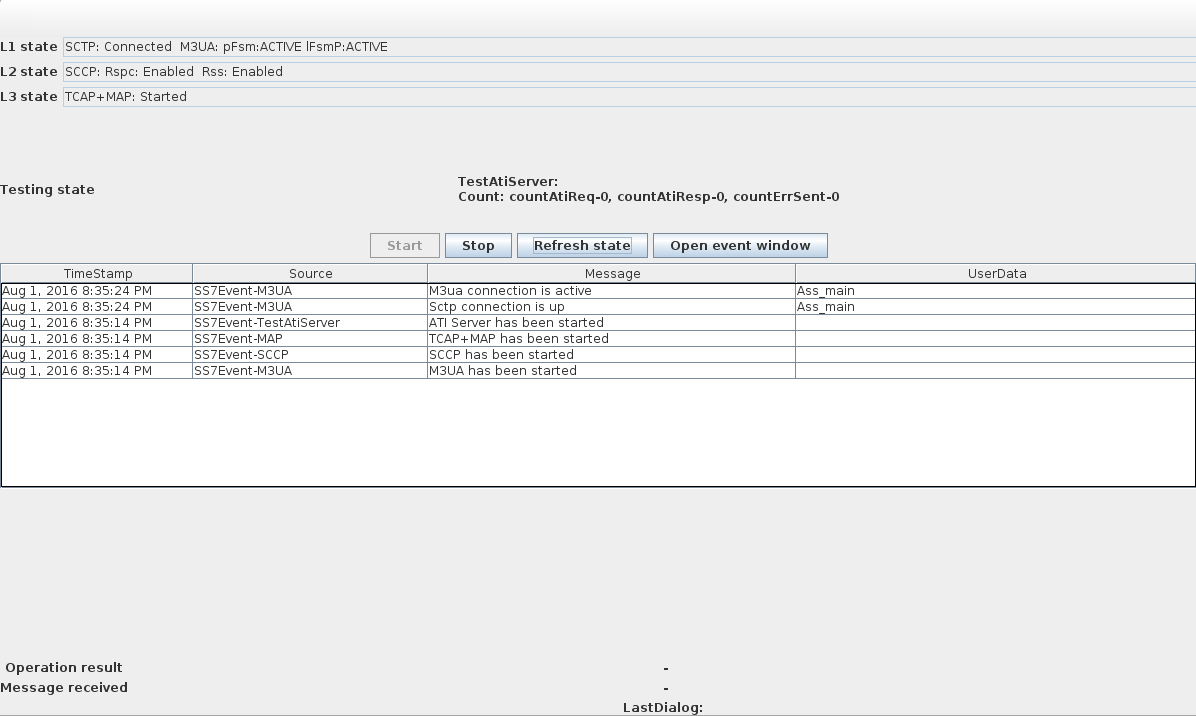 L1 state SCTP: Connected  M3UA: pFsm:ACTIVE lFsmP:ACTIVE
L2 state SCCP: Rspc: Enabled  Rss: Enabled
L3 state TCAP+MAP: Started
TestAtiServer:
Testing state
Count: countAtiReq-0, countAtiResp-0, countErrSent-0
Start Stop Refresh state Open event window
TimeStamp Source Message UserData
Aug 1, 2016 8:35:24 PM SS7Event-M3UA M3ua connection is active Ass_main
Aug 1, 2016 8:35:24 PM SS7Event-M3UA Sctp connection is up Ass_main
Aug 1, 2016 8:35:14 PM SS7Event-TestAtiServer ATI Server has been started
Aug 1, 2016 8:35:14 PM SS7Event-MAP TCAP+MAP has been started
Aug 1, 2016 8:35:14 PM SS7Event-SCCP SCCP has been started
Aug 1, 2016 8:35:14 PM SS7Event-M3UA M3UA has been started
Operation result -
Message received -
LastDialog: